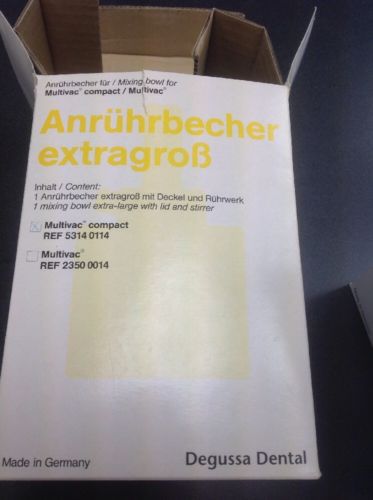 Anrührbecher für / Mixing bowl for
Multivac® compact / Multivac®
Anrührbecher
extragroß
Inhalt / Content:
1 Anrührbecher extragroß mit Deckel und Rührwerk
1 mixing bowl extra-large with lid and stirrer
Multivac® compact
REF 5314 0114
Multivac®
REF 2350 0014
Made in Germany
Degussa Dental